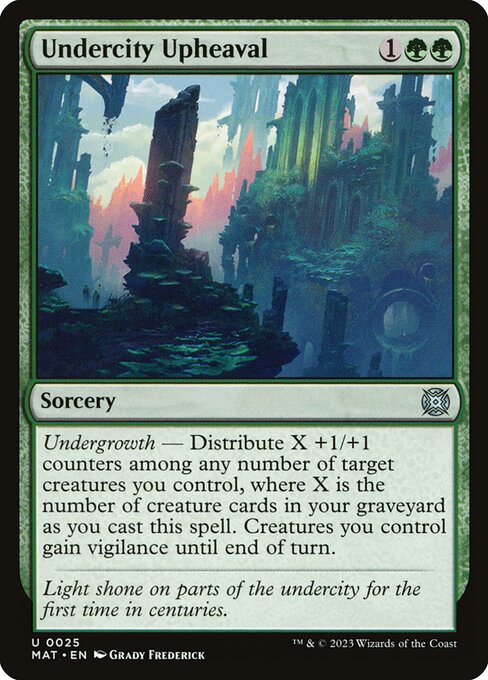 Undercity Upheaval 1
Sorcery
Undergrowth — Distribute X +1/+1
counters among any number of target
creatures you control, where X is the
number of creature cards in your graveyard
as you cast this spell. Creatures you control
gain vigilance until end of turn.
Light shone on parts of the undercity for the
first time in centuries.
U 0025
MAT • EN Grady Frederick
™ & © 2023 Wizards of the Coast